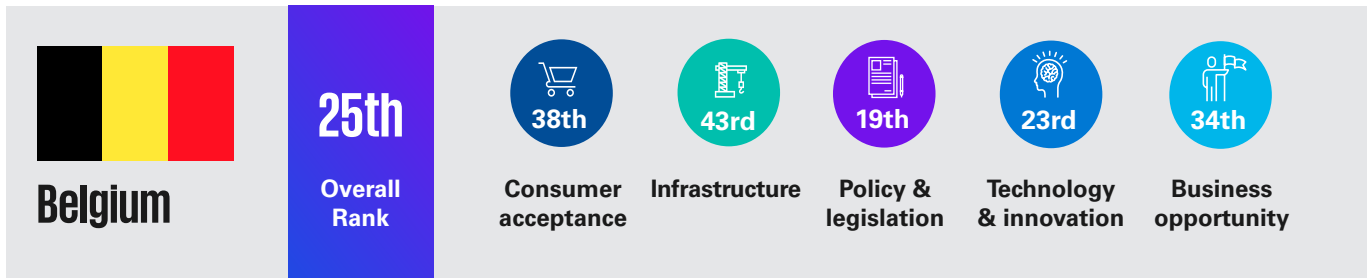 Belgium
25th
Overall
Rank
38th
Consumer
acceptance
43rd
Infrastructure
19th
Policy &
legislation
23rd
Technology
& innovation
34th
Business
opportunity